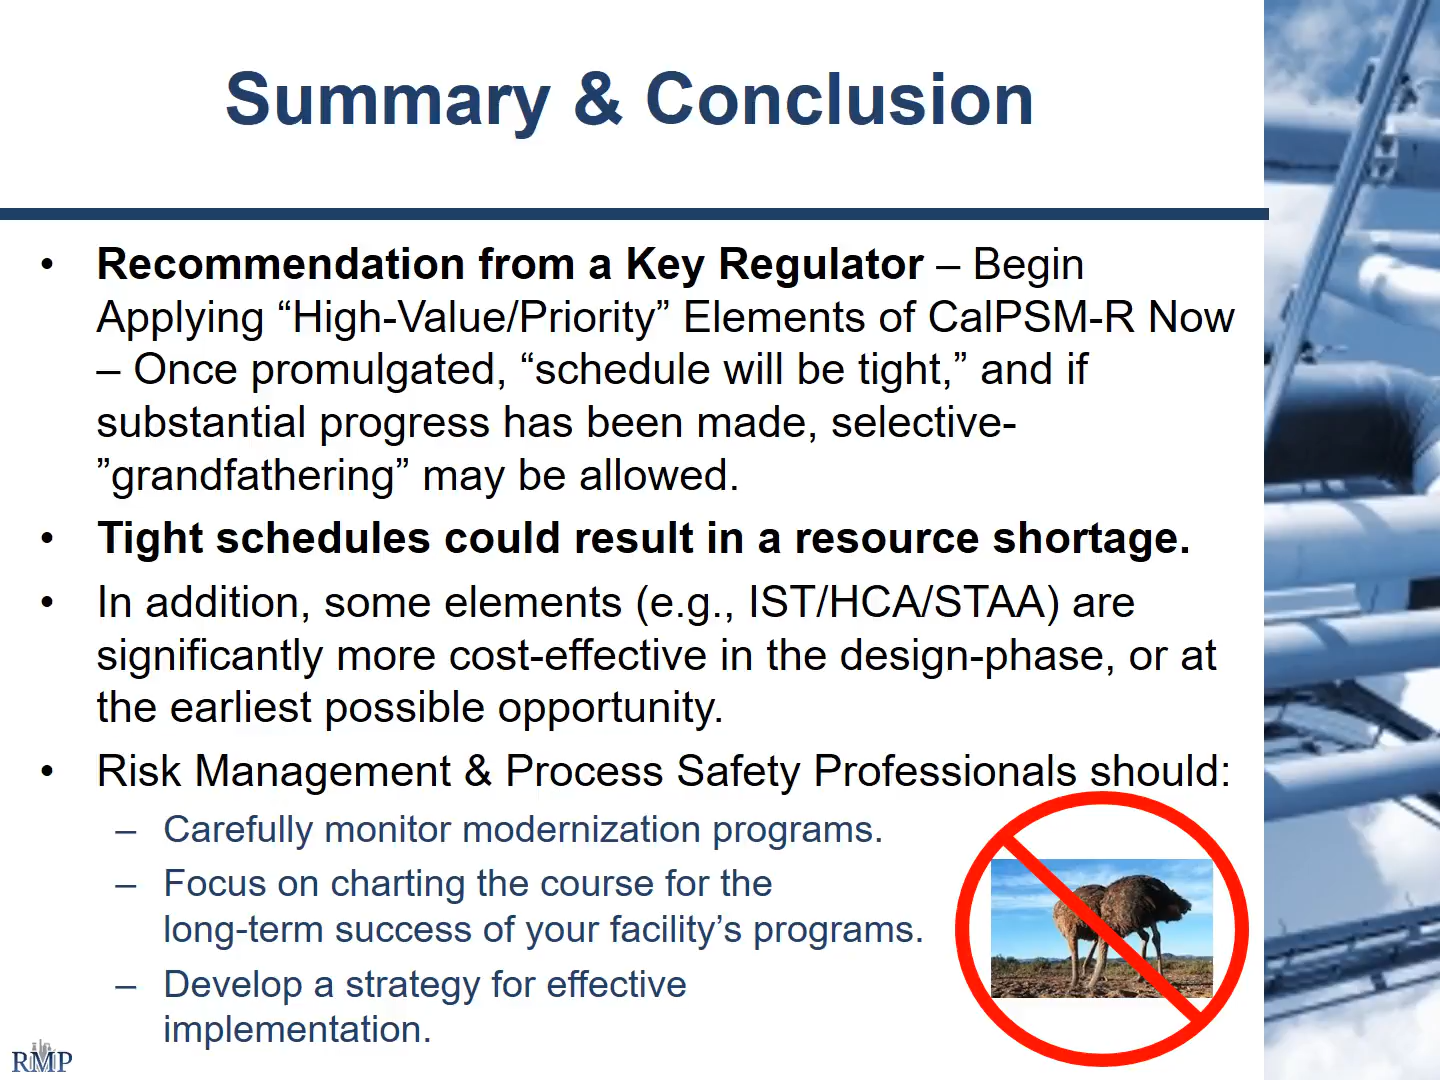 Summary & Conclusion
• Recommendation from a Key Regulator – Begin
Applying “High-Value/Priority” Elements of CalPSM-R Now
– Once promulgated, “schedule will be tight,” and if
substantial progress has been made, selective-
”grandfathering” may be allowed.
• Tight schedules could result in a resource shortage.
• In addition, some elements (e.g., IST/HCA/STAA) are
significantly more cost-effective in the design-phase, or at
the earliest possible opportunity.
• Risk Management & Process Safety Professionals should:
– Carefully monitor modernization programs.
– Focus on charting the course for the
long-term success of your facility’s programs.
– Develop a strategy for effective
implementation.
RMP